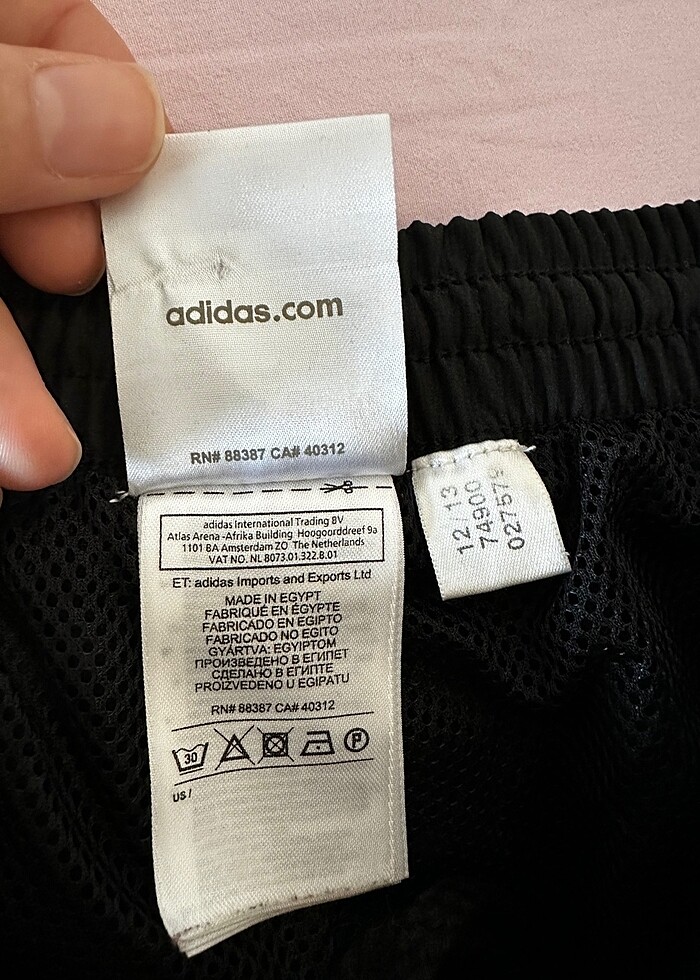 adidas.com
RN# 88387 CA# 40312
adidas International Trading BV
Atlas Arena -Afrika Building Hoogoorddreef 9a
1101 BA Amsterdam ZO The Netherlands
VAT NO. NL 8073.01.322.B.01
ET: adidas Imports and Exports Ltd
MADE IN EGYPT
FABRIQUÉ EN ÉGYPTE
FABRICADO EN EGIPTO
FABRICADO NO EGITO
GYÁRTVA: EGYIPTOM
ПРОИЗВЕДЕНО В ЕГИПЕТ
СДЕЛАНО В ЕГИПТЕ
PROIZVEDENO U EGIPATU
RN# 88387 CA# 40312
30 P
US /
12/13
74900
027579